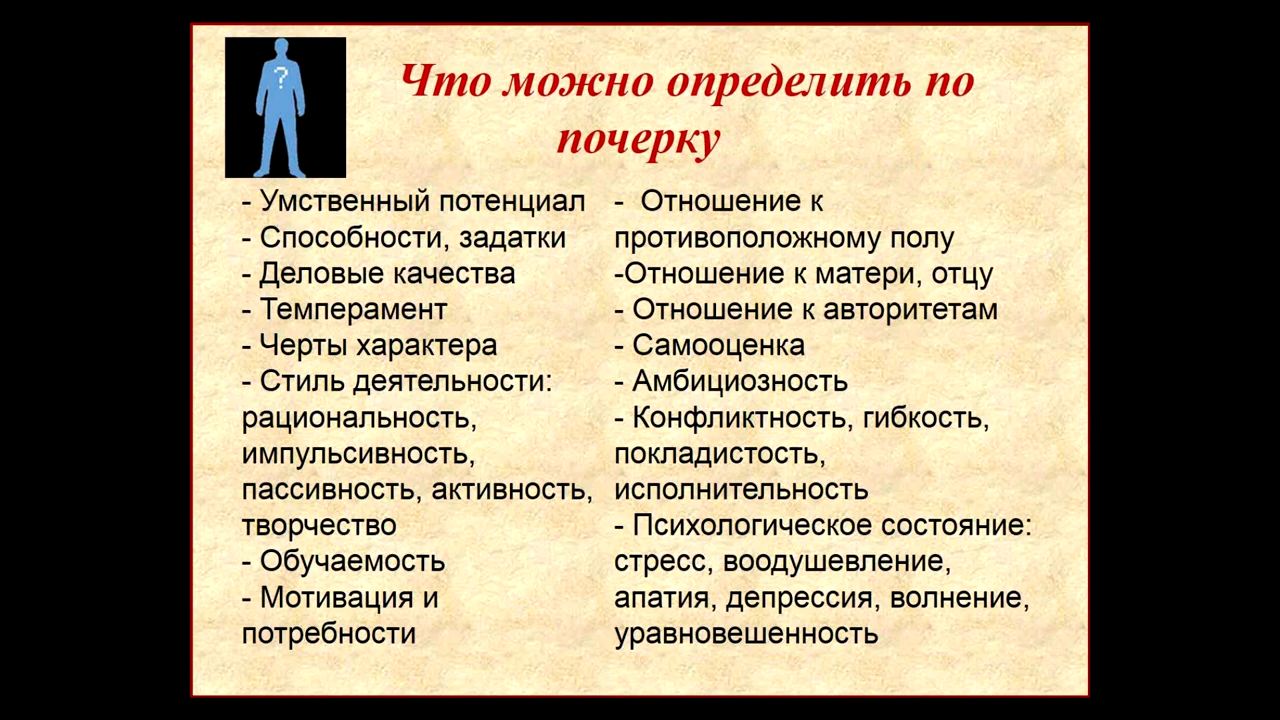 ?
Что можно определить по
почерку
- Умственный потенциал
- Способности, задатки
- Деловые качества
- Темперамент
- Черты характера
- Стиль деятельности:
рациональность,
импульсивность,
пассивность, активность,
творчество
- Обучаемость
- Мотивация и
потребности
- Отношение к
противоположному полу
-Отношение к матери, отцу
- Отношение к авторитетам
- Самооценка
- Амбициозность
- Конфликтность, гибкость,
покладистость,
исполнительность
- Психологическое состояние:
стресс, воодушевление,
апатия, депрессия, волнение,
уравновешенность